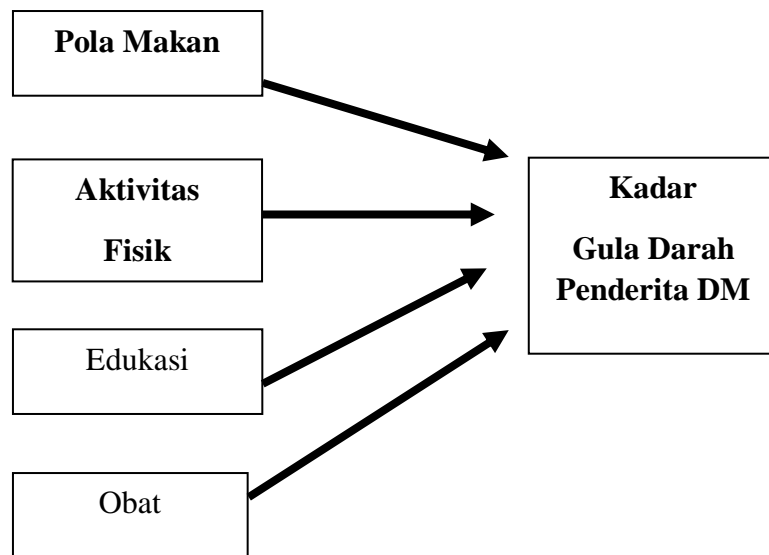 Pola Makan
Aktivitas
Fisik
Edukasi
Obat
Kadar
Gula Darah
Penderita DM